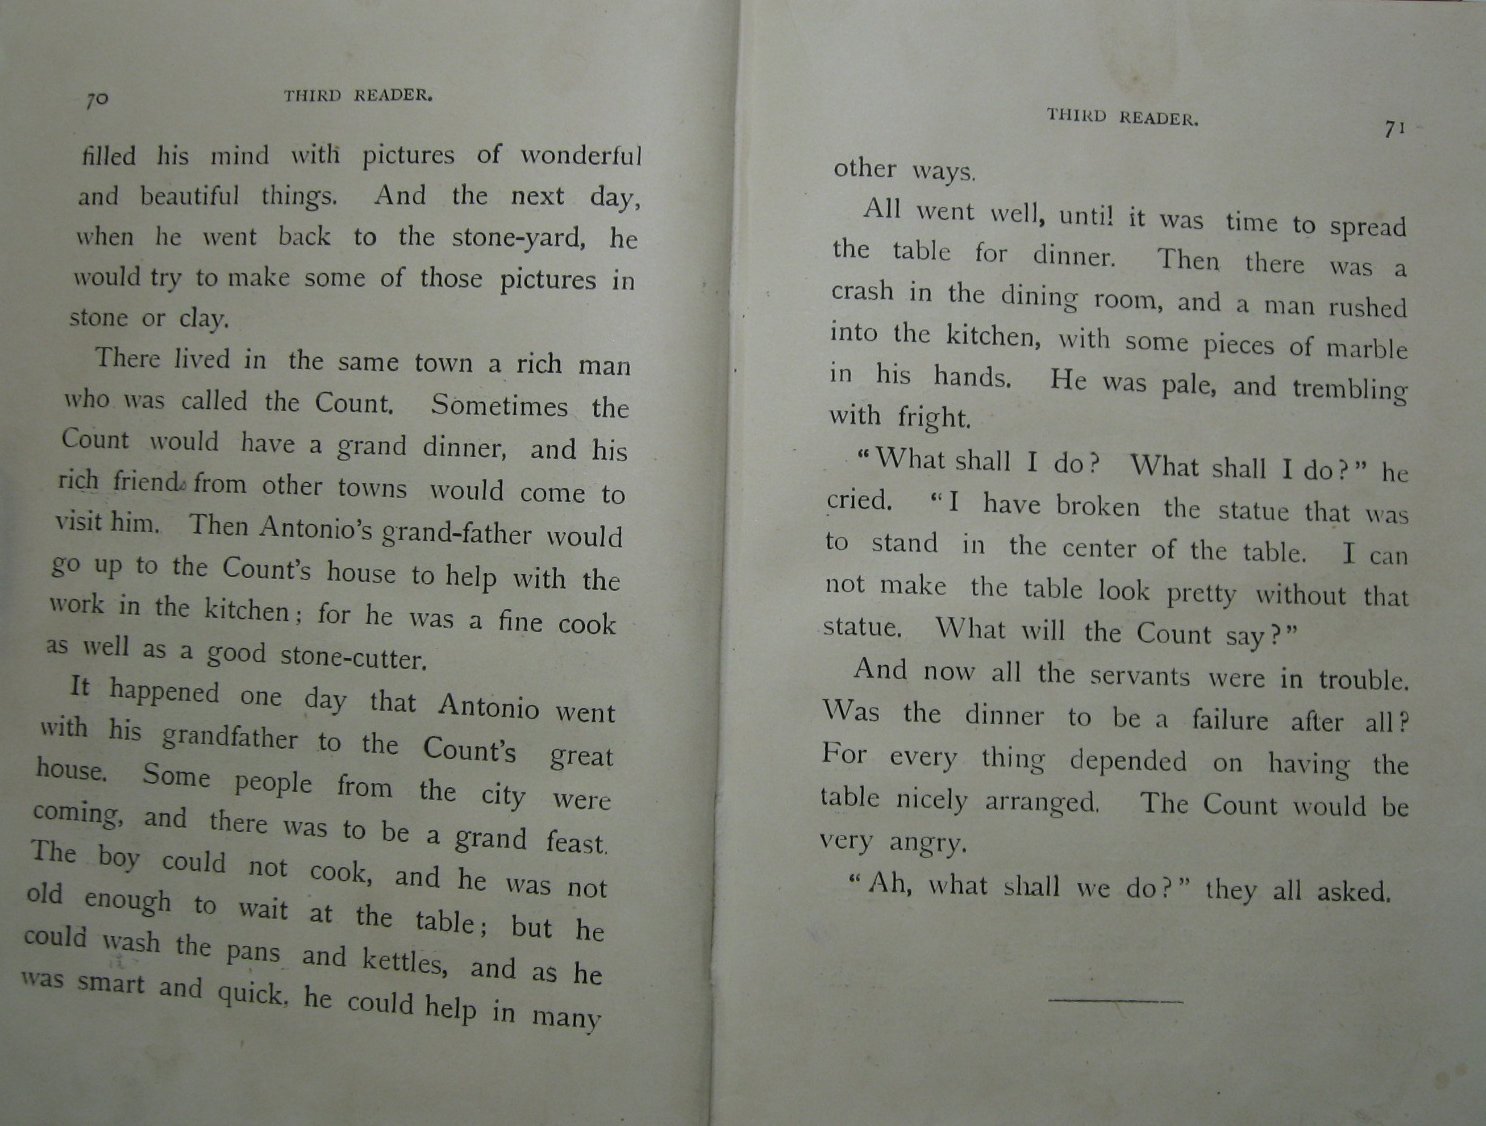 70
THIRD READER.
filled his mind with pictures of wonderful
and beautiful things. And the next day,
when he went back to the stone-yard, he
would try to make some of those pictures in
stone or clay.
There lived in the same town a rich man
who was called the Count. Sometimes the
Count would have a grand dinner, and his
rich friends from other towns would come to
visit him. Then Antonio's grand-father would
go up to the Count's house to help with the
work in the kitchen; for he was a fine cook
as well as a good stone-cutter.
It happened one day that Antonio went
with his grandfather to the Count's great
house. Some people from the city were
coming, and there was to be a grand feast.
The boy could not cook, and he was not
old enough to wait at the table; but he
could wash the pans and kettles, and as he
was smart and quick, he could help in many
THIRD READER.
71
other ways.
All went well, until it was time to spread
the table for dinner. Then there was a
crash in the dining room, and a man rushed
into the kitchen, with some pieces of marble
in his hands. He was pale, and trembling
with fright.
"What shall I do? What shall I do?" he
cried. "I have broken the statue that was
to stand in the center of the table. I can
not make the table look pretty without that
statue. What will the Count say?"
And now all the servants were in trouble.
Was the dinner to be a failure after all?
For every thing depended on having the
table nicely arranged. The Count would be
very angry.
"Ah, what shall we do?" they all asked.